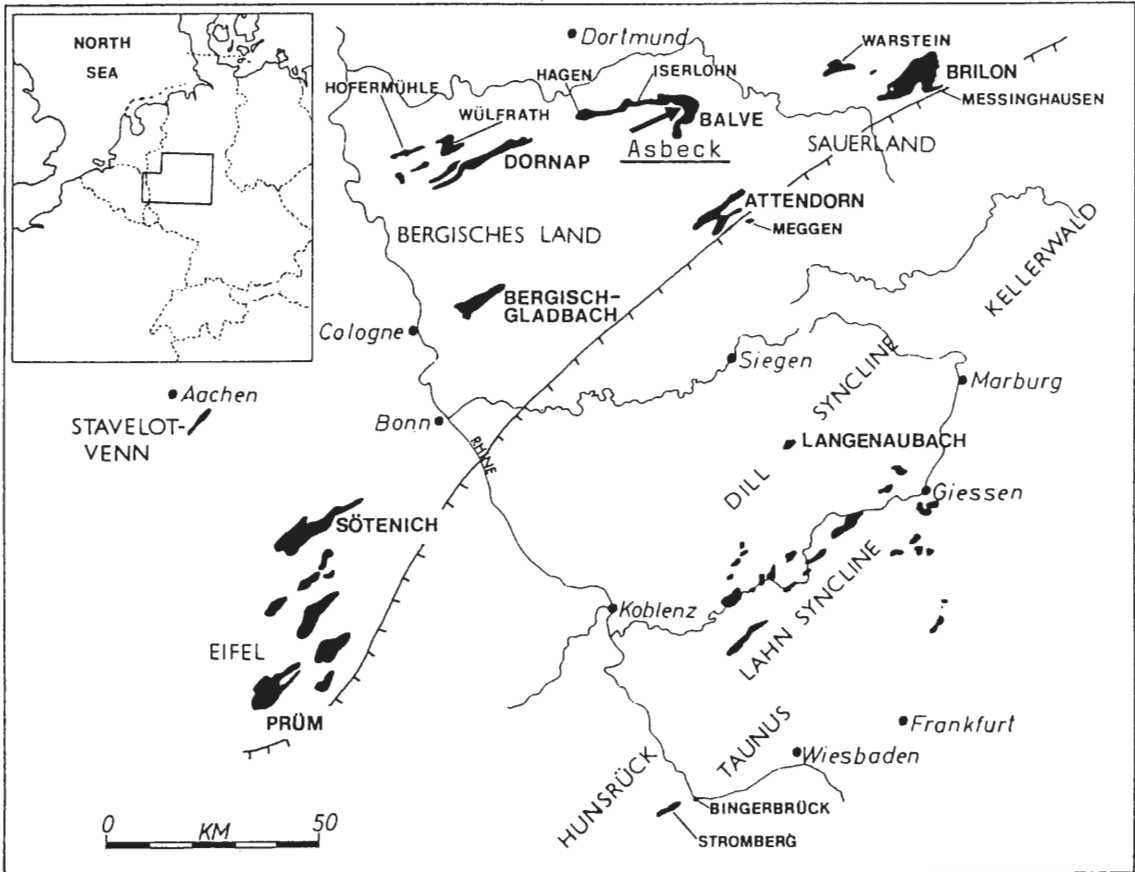 NORTH
SEA
Dortmund
WARSTEIN
HAGEN
ISERLOHN
BRILON
HOFERMÜHLE
MESSINGHAUSEN
WÜLFRATH
BALVE
DORNAP
Asbeck
SAUERLAND
ATTENDORN
MEGGEN
BERGISCHES LAND
KELLERWALD
BERGISCH-
GLADBACH
Cologne
Siegen
Aachen
Marburg
STAVELOT-
VENN
Bonn
RHINE
DILL SYNCLINE
LANGENAUBACH
Giessen
SÖTENICH
Koblenz
LAHN SYNCLINE
EIFEL
PRÜM
Frankfurt
TAUNUS
Wiesbaden
HUNSRÜCK
BINGERBRÜCK
STROMBERG
0 KM 50